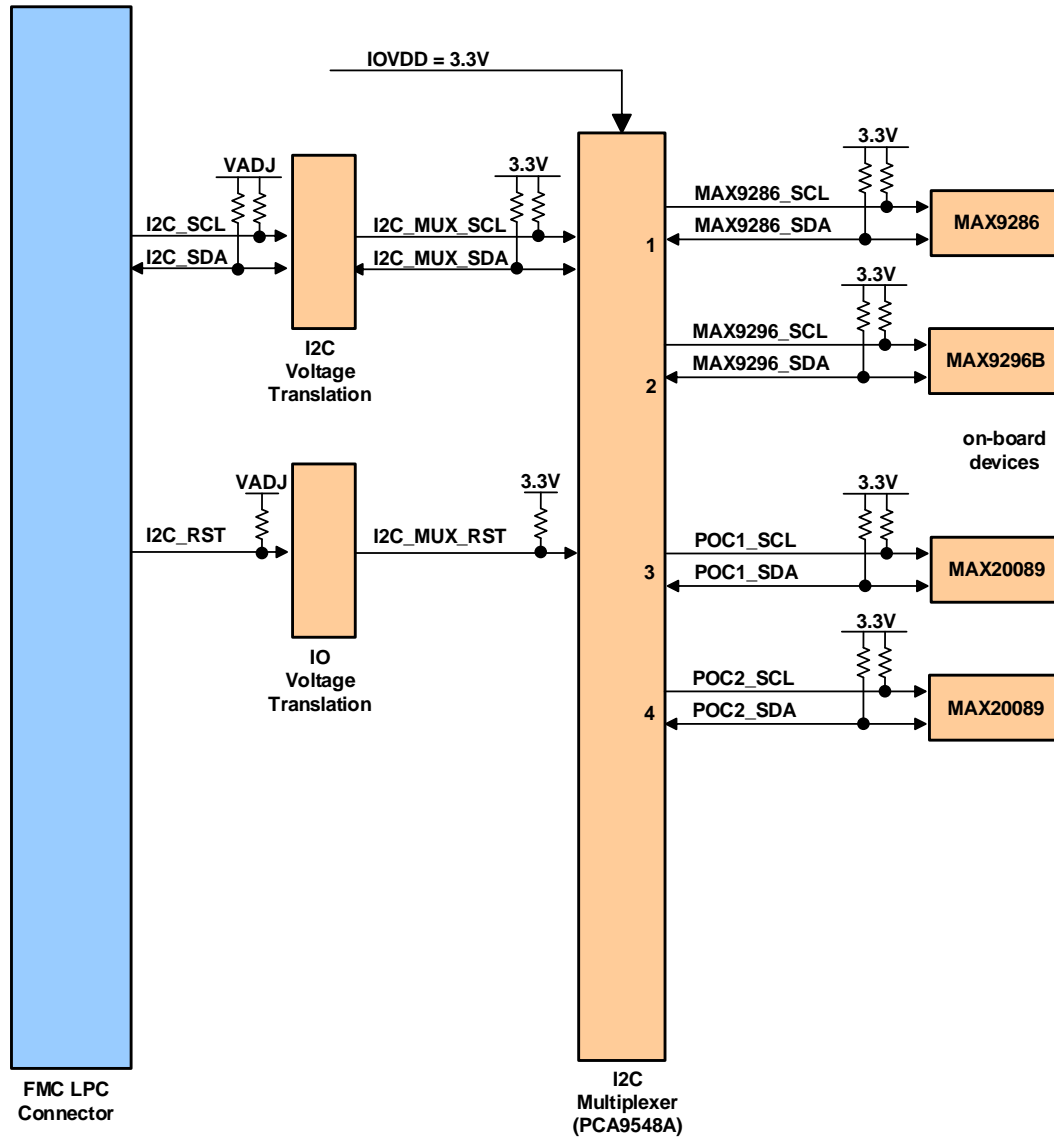 IOVDD = 3.3V
VADJ
3.3V
I2C_SCL
I2C_SDA
I2C_MUX_SCL
I2C_MUX_SDA
I2C
Voltage
Translation
VADJ
3.3V
I2C_RST
I2C_MUX_RST
IO
Voltage
Translation
1
3.3V
MAX9286_SCL
MAX9286_SDA
MAX9286
2
3.3V
MAX9296_SCL
MAX9296_SDA
MAX9296B
on-board
devices
3
3.3V
POC1_SCL
POC1_SDA
MAX20089
4
3.3V
POC2_SCL
POC2_SDA
MAX20089
FMC LPC
Connector
I2C
Multiplexer
(PCA9548A)